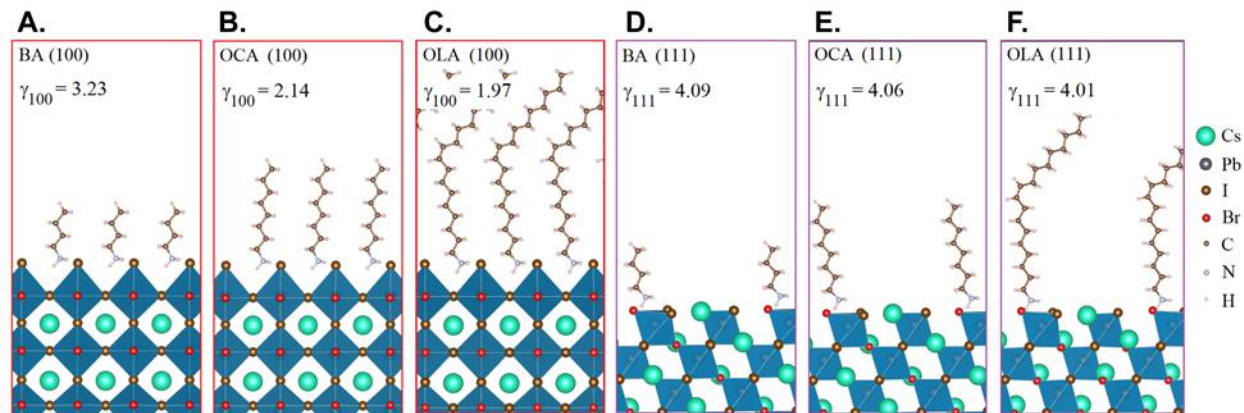 A.
BA (100)
γ100 = 3.23
B.
OCA (100)
γ100 = 2.14
C.
OLA (100)
γ100 = 1.97
D.
BA (111)
γ111 = 4.09
E.
OCA (111)
γ111 = 4.06
F.
OLA (111)
γ111 = 4.01
Cs
Pb
I
Br
C
N
H